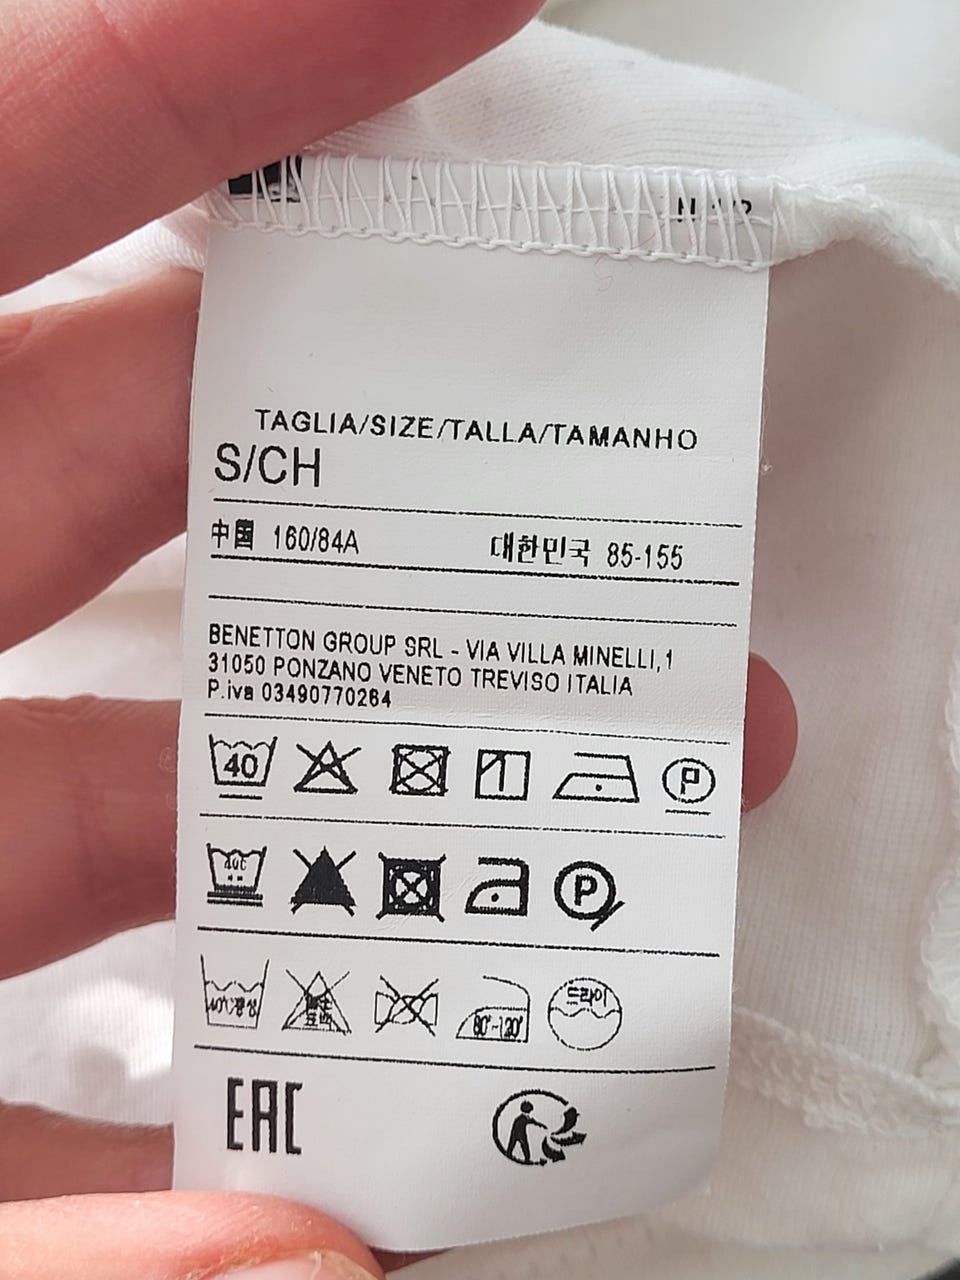 TAGLIA/SIZE/TALLA/TAMANHO
S/CH
中国 160/84A 대한민국 85-155
BENETTON GROUP SRL - VIA VILLA MINELLI,1
31050 PONZANO VENETO TREVISO ITALIA
P.iva 03490770264
40 P
40C P
40℃중성 80°~120° 드라이
EAC